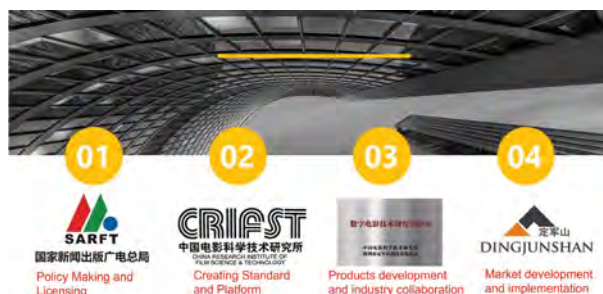 01
02
03
04
SARFT
国家新闻出版广电总局
Policy Making and
Licensing
CRIFST
中国电影科学技术研究所
CHINA RESEARCH INSTITUTE OF
FILM SCIENCE & TECHNOLOGY
Creating Standard
and Platform
Products development
and industry collaboration
定军山
DINGJUNSHAN
Market development
and implementation